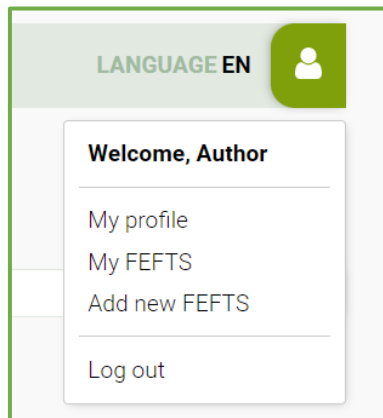 LANGUAGE EN
Welcome, Author
My profile
My FEFTS
Add new FEFTS
Log out